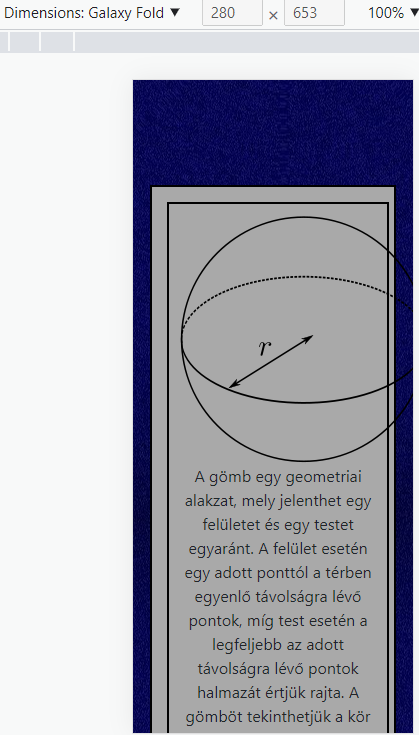 Dimensions: Galaxy Fold ▼ 280 × 653 100% ▼
r
A gömb egy geometriai
alakzat, mely jelenthet egy
felületet és egy testet
egyaránt. A felület esetén
egy adott ponttól a térben
egyenlő távolságra lévő
pontok, míg test esetén a
legfeljebb az adott
távolságra lévő pontok
halmazát értjük rajta. A
gömböt tekinthetjük a kör